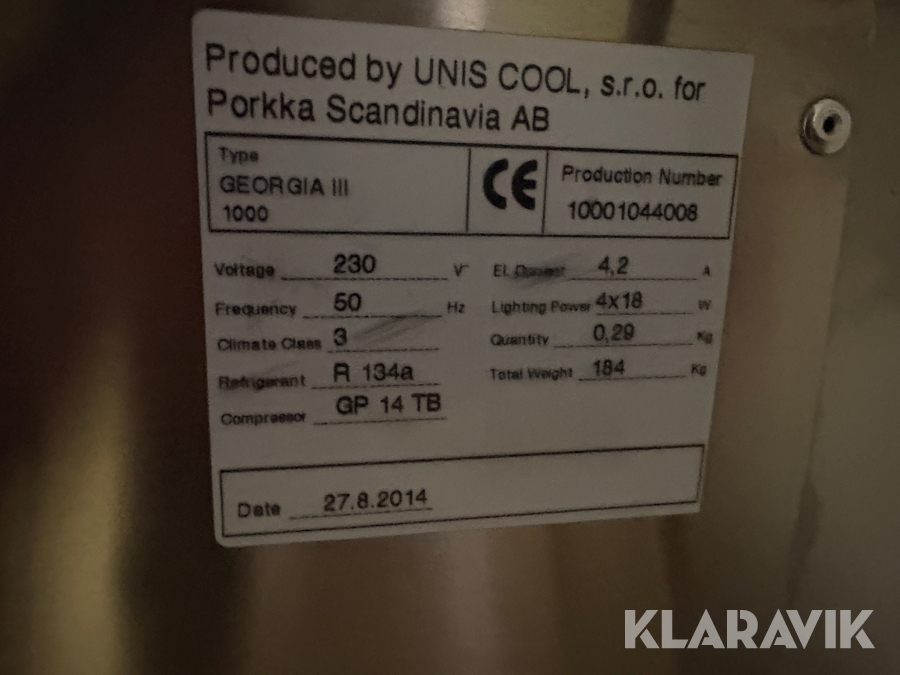 Produced by UNIS COOL, s.r.o. for
Porkka Scandinavia AB
Type
GEORGIA III
1000
CE
Production Number
10001044008
Voltage 230 V
Frequency 50 Hz
Climate Class 3
Refrigerant R 134a
Compressor GP 14 TB
El. 4,2 A
Lighting Power 4x18 W
Quantity 0,29 Kg
Total Weight 184 Kg
Date 27.8.2014
KLARAVIK